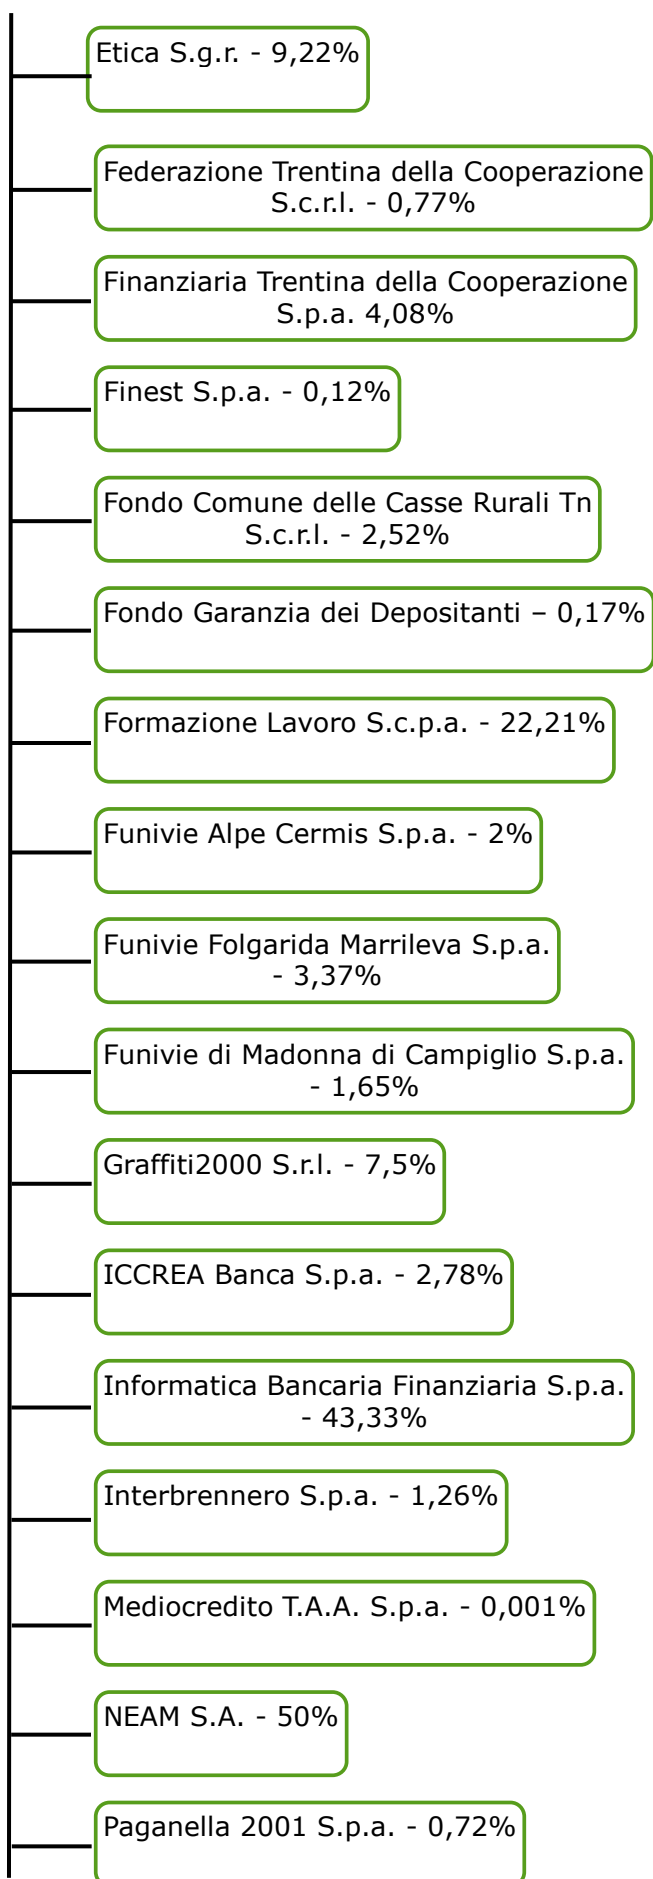 Etica S.g.r. - 9,22%
Federazione Trentina della Cooperazione
S.c.r.l. - 0,77%
Finanziaria Trentina della Cooperazione
S.p.a. 4,08%
Finest S.p.a. - 0,12%
Fondo Comune delle Casse Rurali Tn
S.c.r.l. - 2,52%
Fondo Garanzia dei Depositanti – 0,17%
Formazione Lavoro S.c.p.a. - 22,21%
Funivie Alpe Cermis S.p.a. - 2%
Funivie Folgarida Marrileva S.p.a.
- 3,37%
Funivie di Madonna di Campiglio S.p.a.
- 1,65%
Graffiti2000 S.r.l. - 7,5%
ICCREA Banca S.p.a. - 2,78%
Informatica Bancaria Finanziaria S.p.a.
- 43,33%
Interbrennero S.p.a. - 1,26%
Mediocredito T.A.A. S.p.a. - 0,001%
NEAM S.A. - 50%
Paganella 2001 S.p.a. - 0,72%